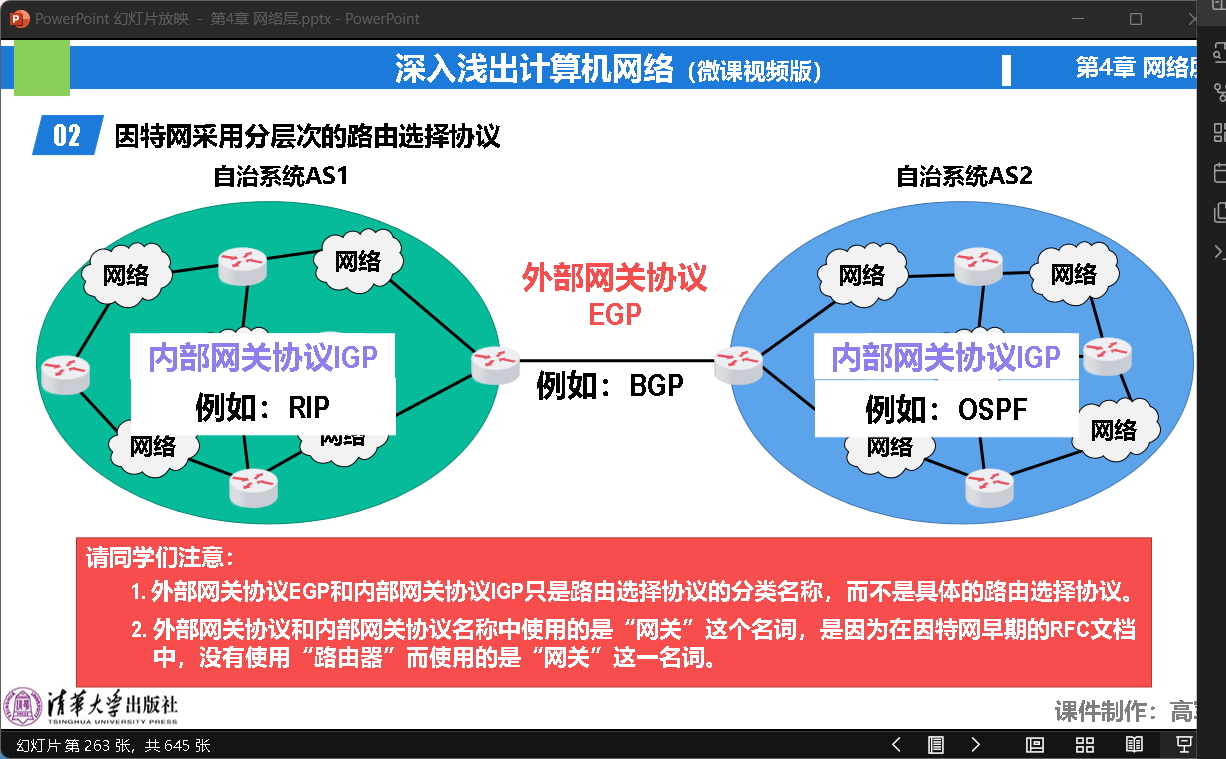 PowerPoint 幻灯片放映 - 第4章 网络层.pptx - PowerPoint
深入浅出计算机网络（微课视频版）
第4章 网络层
02 因特网采用分层次的路由选择协议
自治系统AS1
自治系统AS2
网络
网络
外部网关协议
EGP
网络
网络
内部网关协议IGP
例如：RIP
例如：BGP
内部网关协议IGP
例如：OSPF
网络
网络
网络
网络
请同学们注意：
1. 外部网关协议EGP和内部网关协议IGP只是路由选择协议的分类名称，而不是具体的路由选择协议。
2. 外部网关协议和内部网关协议名称中使用的是“网关”这个名词，是因为在因特网早期的RFC文档
中，没有使用“路由器”而使用的是“网关”这一名词。
清华大学出版社
TSINGHUA UNIVERSITY PRESS
课件制作：高
幻灯片 第 263 张，共 645 张